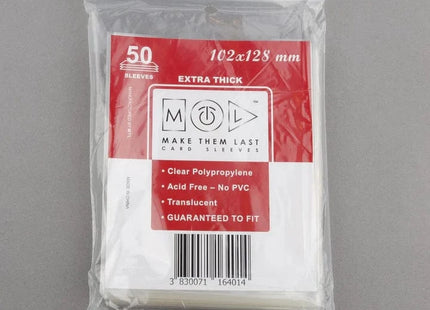 50
SLEEVES
102x128 mm
EXTRA THICK
M
TM
MAKE THEM LAST
CARD SLEEVES
• Clear Polypropylene
• Acid Free – No PVC
• Translucent
• GUARANTEED TO FIT
3 830071 164014